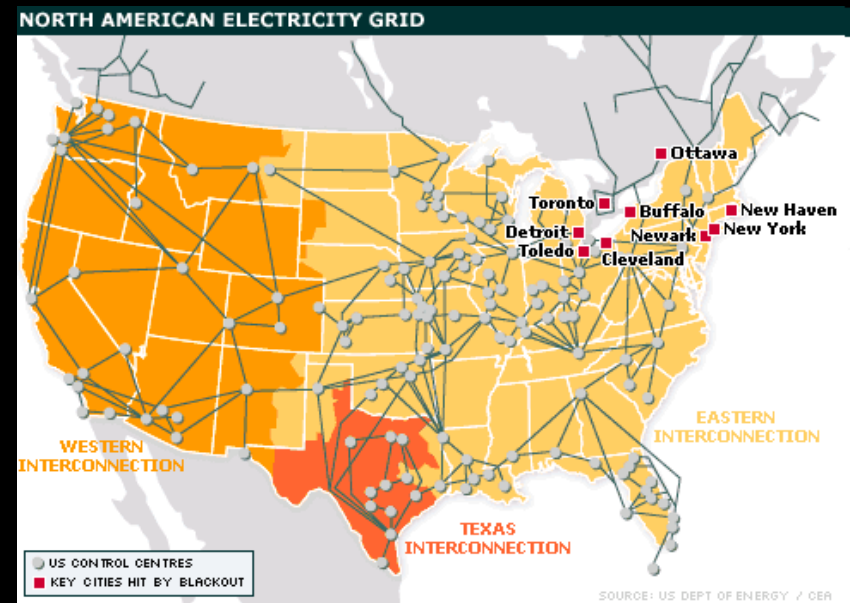 NORTH AMERICAN ELECTRICITY GRID
Ottawa
Toronto
Buffalo
New Haven
Detroit
Newark
New York
Toledo
Cleveland
EASTERN
INTERCONNECTION
WESTERN
INTERCONNECTION
TEXAS
INTERCONNECTION
US CONTROL CENTRES
KEY CITIES HIT BY BLACKOUT
SOURCE: US DEPT OF ENERGY / CEA